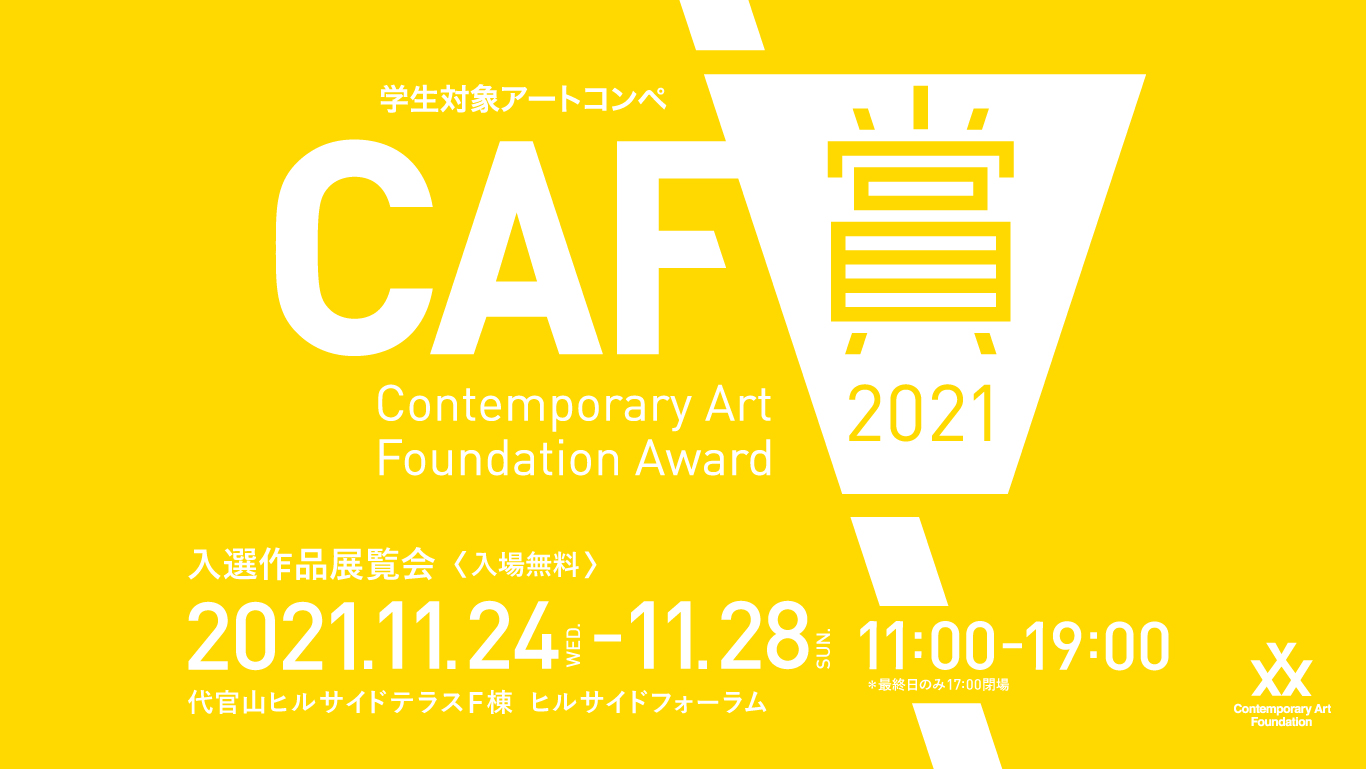 学生対象アートコンペ
CAF賞
2021
Contemporary Art
Foundation Award
入選作品展覧会〈入場無料〉
2021.11.24 WED. -11.28 SUN. 11:00-19:00
*最終日のみ17:00閉場
代官山ヒルサイドテラスF棟 ヒルサイドフォーラム
Contemporary Art
Foundation